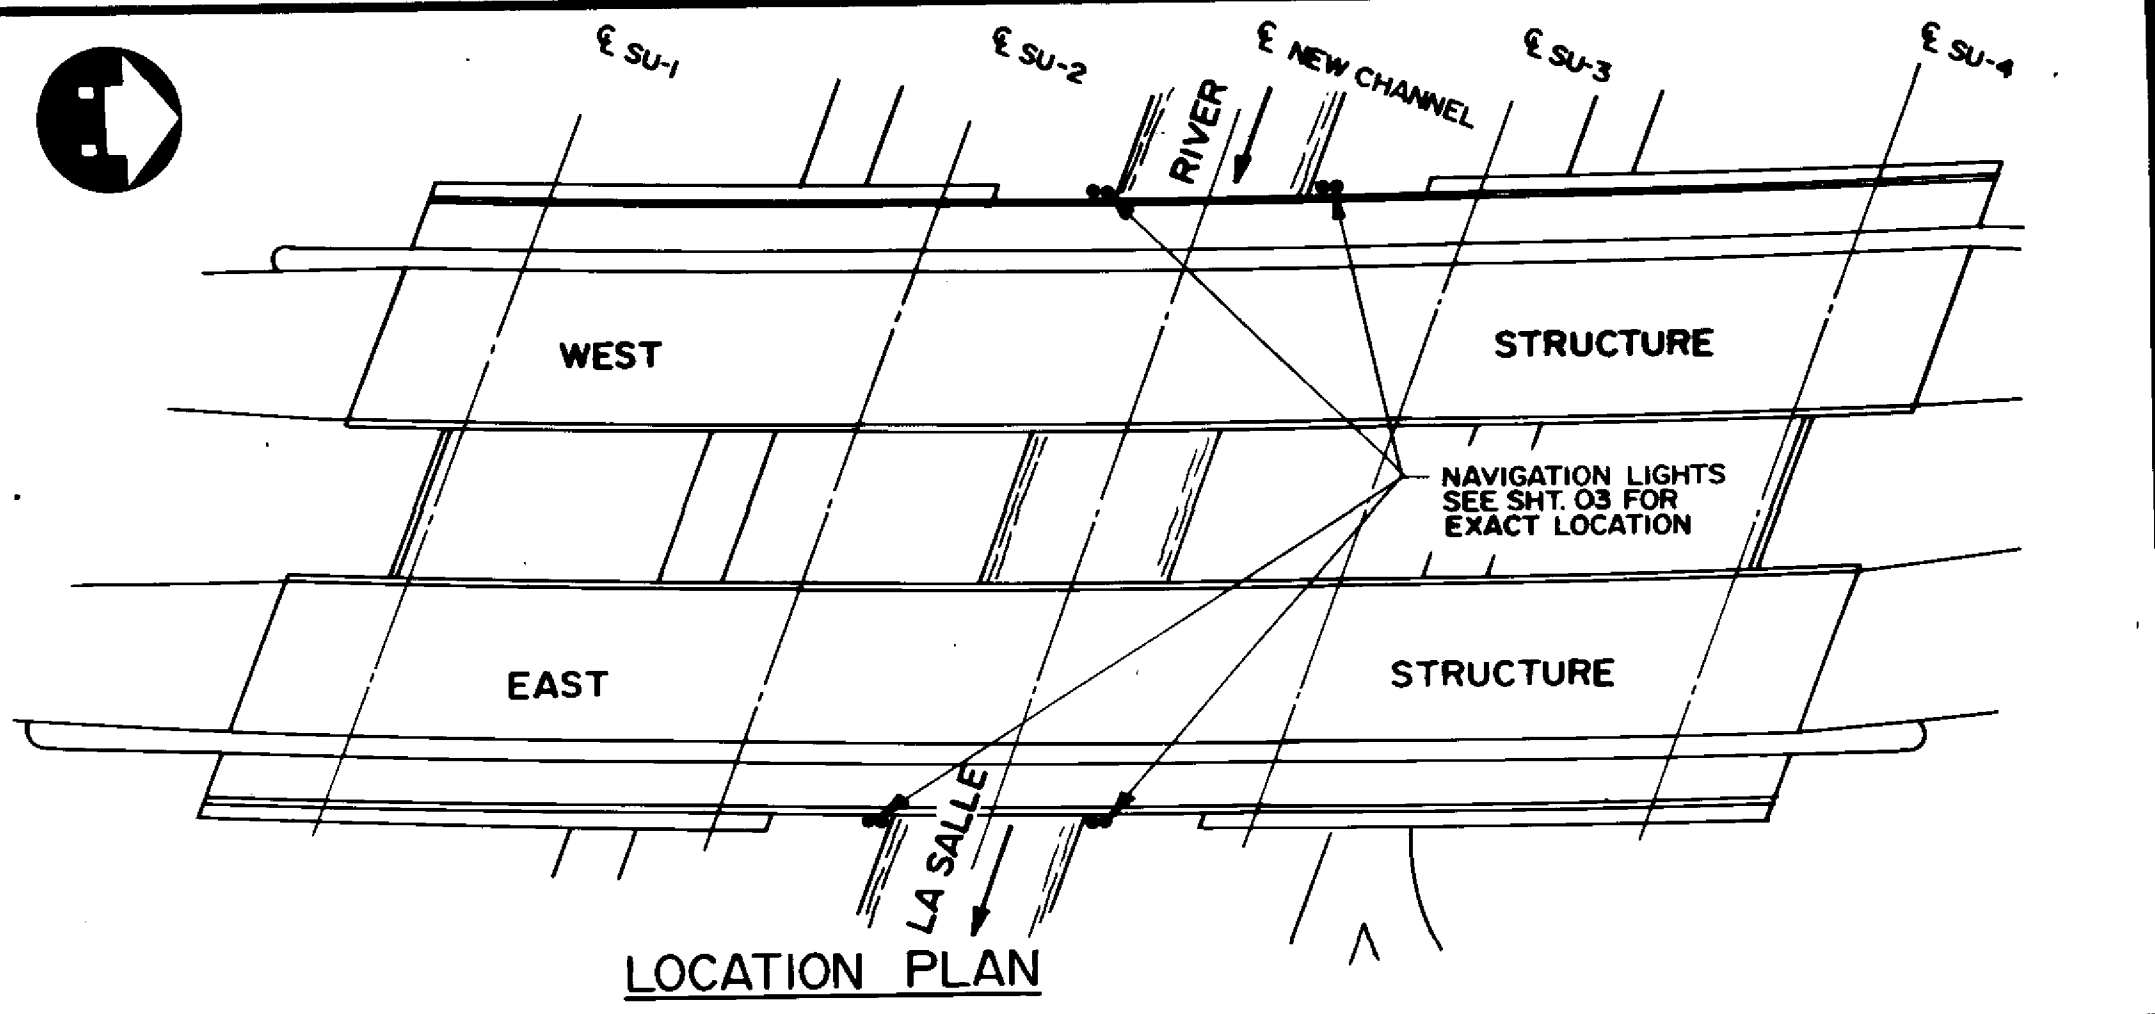 ℄ SU-1
℄ SU-2
℄ NEW CHANNEL
℄ SU-3
℄ SU-4
RIVER
WEST
STRUCTURE
NAVIGATION LIGHTS
SEE SHT. 03 FOR
EXACT LOCATION
EAST
STRUCTURE
LA SALLE
LOCATION PLAN